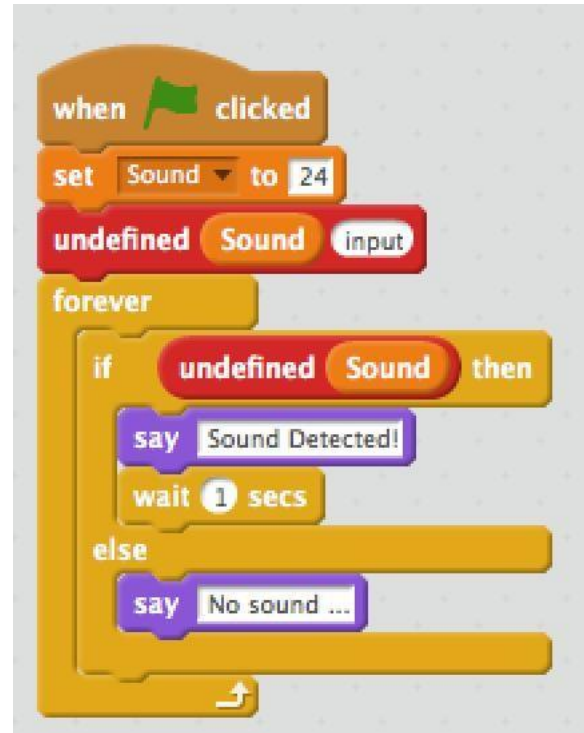 when clicked
set Sound to 24
undefined Sound input
forever
if undefined Sound then
say Sound Detected!
wait 1 secs
else
say No sound ...